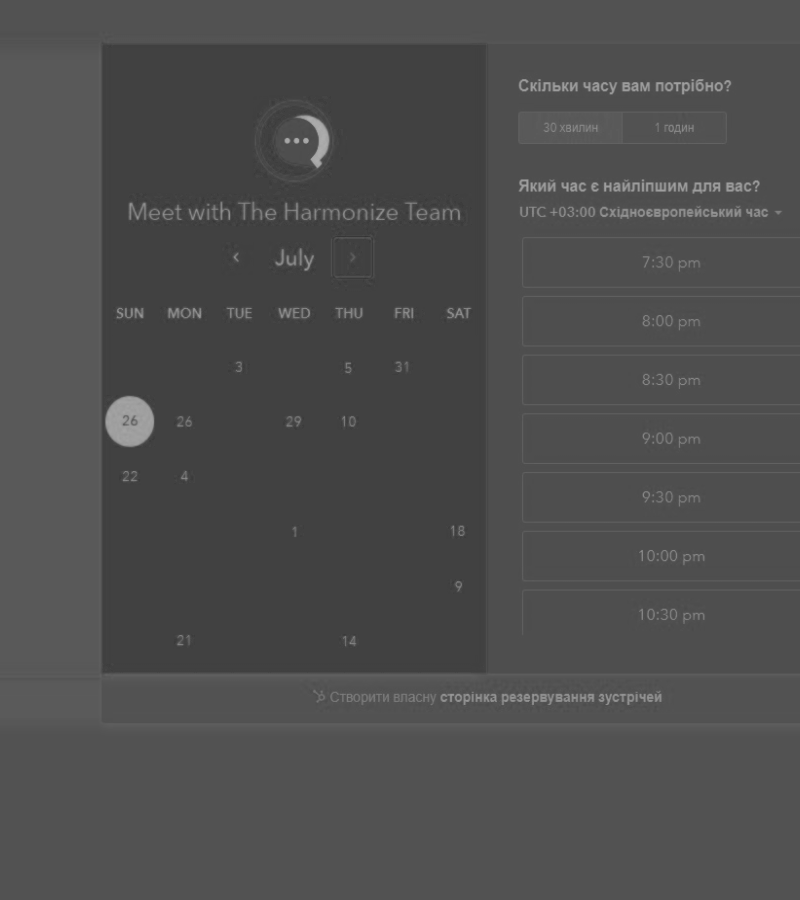 Meet with The Harmonize Team
July
SUN MON TUE WED THU FRI SAT
3 5 31
26 26 29 10
22 4
1 18
9
21 14
Скільки часу вам потрібно?
30 хвилин 1 годин
Який час є найліпшим для вас?
UTC +03:00 Східноєвропейський час
7:30 pm
8:00 pm
8:30 pm
9:00 pm
9:30 pm
10:00 pm
10:30 pm
Створити власну сторінка резервування зустрічей